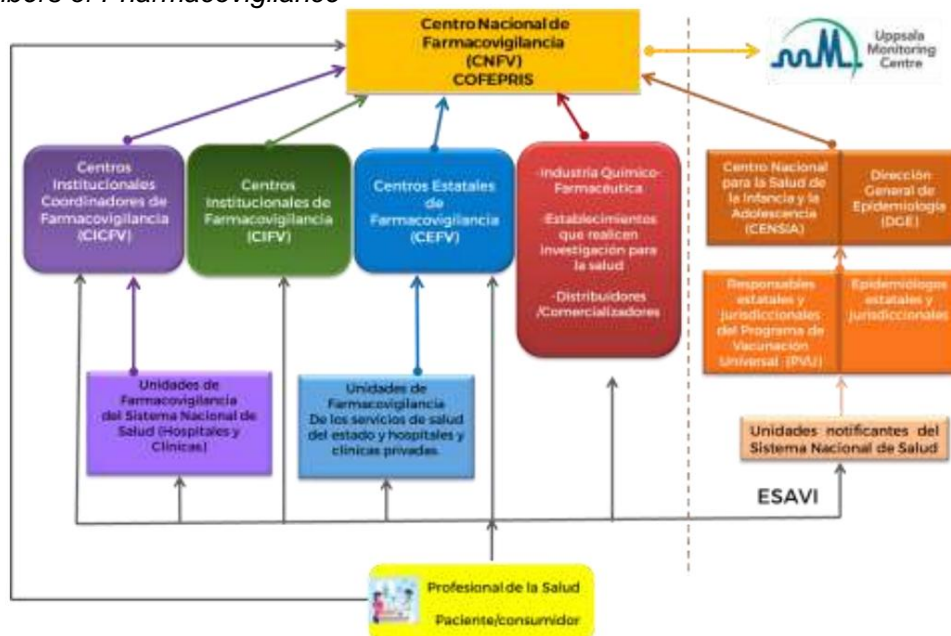 of Pharmacovigilance
Centro Nacional de
Farmacovigilancia
(CNFV)
COFEPRIS
Uppsala
Monitoring
Centre
Centros
Institucionales
Coordinadores de
Farmacovigilancia
(CICFV)
Centros
Institucionales de
Farmacovigilancia
(CIFV)
Centros Estatales
de
Farmacovigilancia
(CEFV)
-Industria Químico-
Farmacéutica
-Establecimientos
que realicen
investigación para
la salud
-Distribuidores
/Comercializadores
Centro Nacional
para la Salud de
la Infancia y la
Adolescencia
(CENSIA)
Dirección
General de
Epidemiología
(DGE)
Responsables
estatales y
jurisdiccionales
del Programa de
Vacunación
Universal (PVU)
Epidemiólogos
estatales y
jurisdiccionales
Unidades de
Farmacovigilancia
del Sistema Nacional de
Salud (Hospitales y
Clínicas)
Unidades de
Farmacovigilancia
De los servicios de salud
del estado y hospitales y
clínicas privadas
Unidades notificantes del
Sistema Nacional de Salud
ESAVI
Profesional de la Salud
Paciente/consumidor